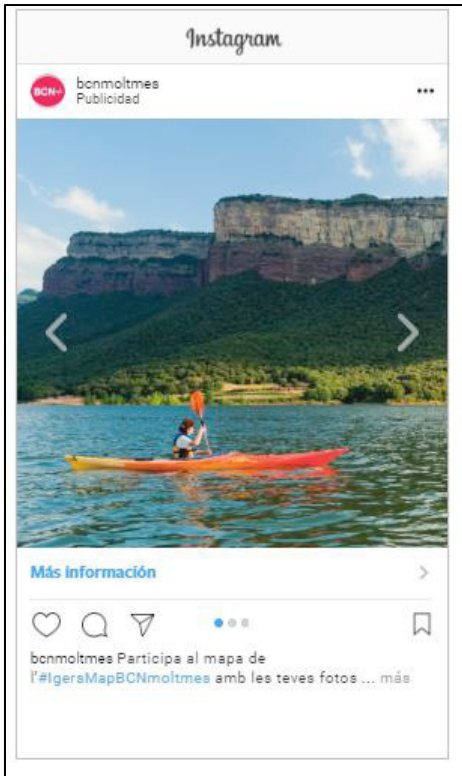 Instagram
BCN+
bcnmoltmes
Publicidad
Más información
bcnmoltmes Participa al mapa de
l'#IgersMapBCNmoltmes amb les teves fotos ... más